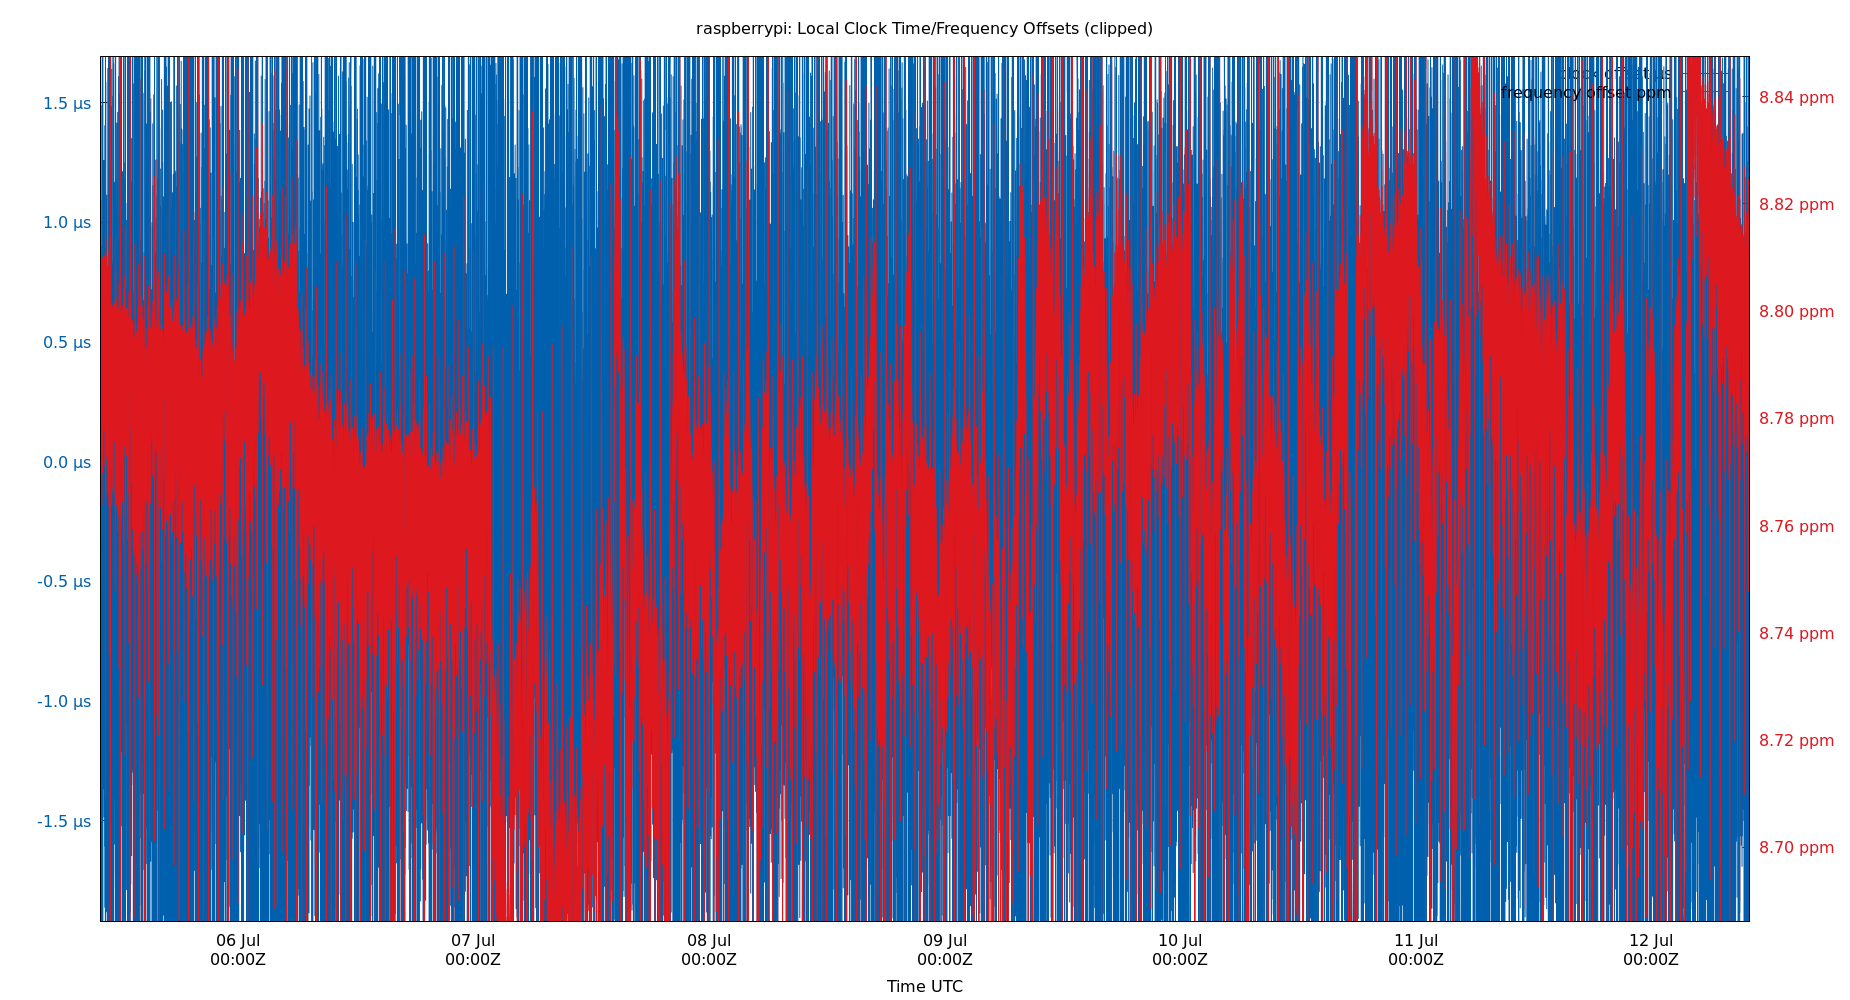 raspberrypi: Local Clock Time/Frequency Offsets (clipped)
clock offset µs
frequency offset ppm
1.5 µs
1.0 µs
0.5 µs
0.0 µs
-0.5 µs
-1.0 µs
-1.5 µs
8.84 ppm
8.82 ppm
8.80 ppm
8.78 ppm
8.76 ppm
8.74 ppm
8.72 ppm
8.70 ppm
06 Jul
00:00Z
07 Jul
00:00Z
08 Jul
00:00Z
09 Jul
00:00Z
10 Jul
00:00Z
11 Jul
00:00Z
12 Jul
00:00Z
Time UTC